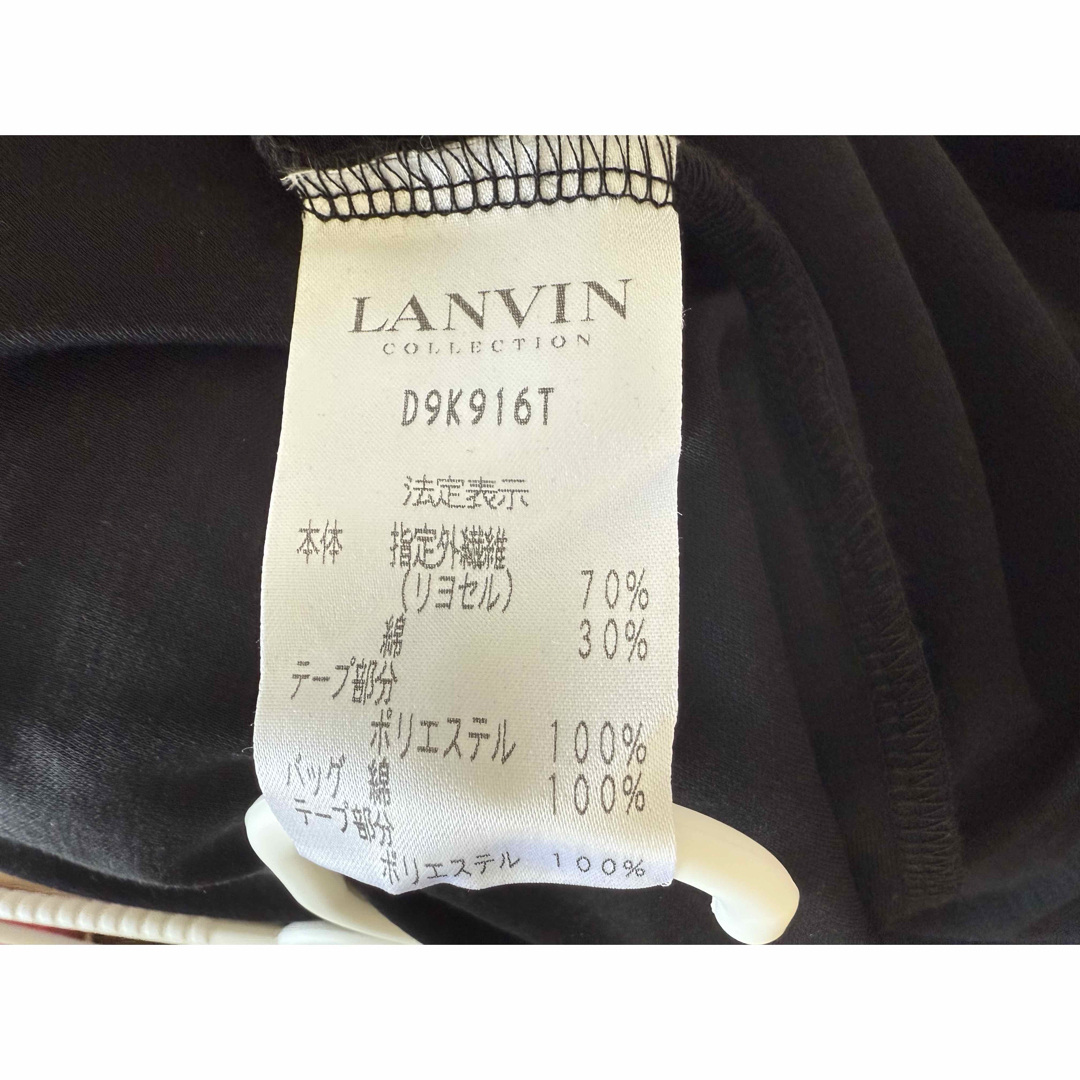 LANVIN
COLLECTION
D9K916T
法定表示
本体 指定外繊維
(リヨセル) 70%
綿 30%
テープ部分
ポリエステル 100%
バッグ 綿 100%
テープ部分
ポリエステル 100%